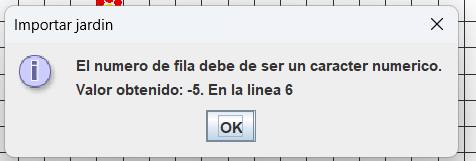 Importar jardin
El numero de fila debe de ser un caracter numerico.
Valor obtenido: -5. En la linea 6
OK